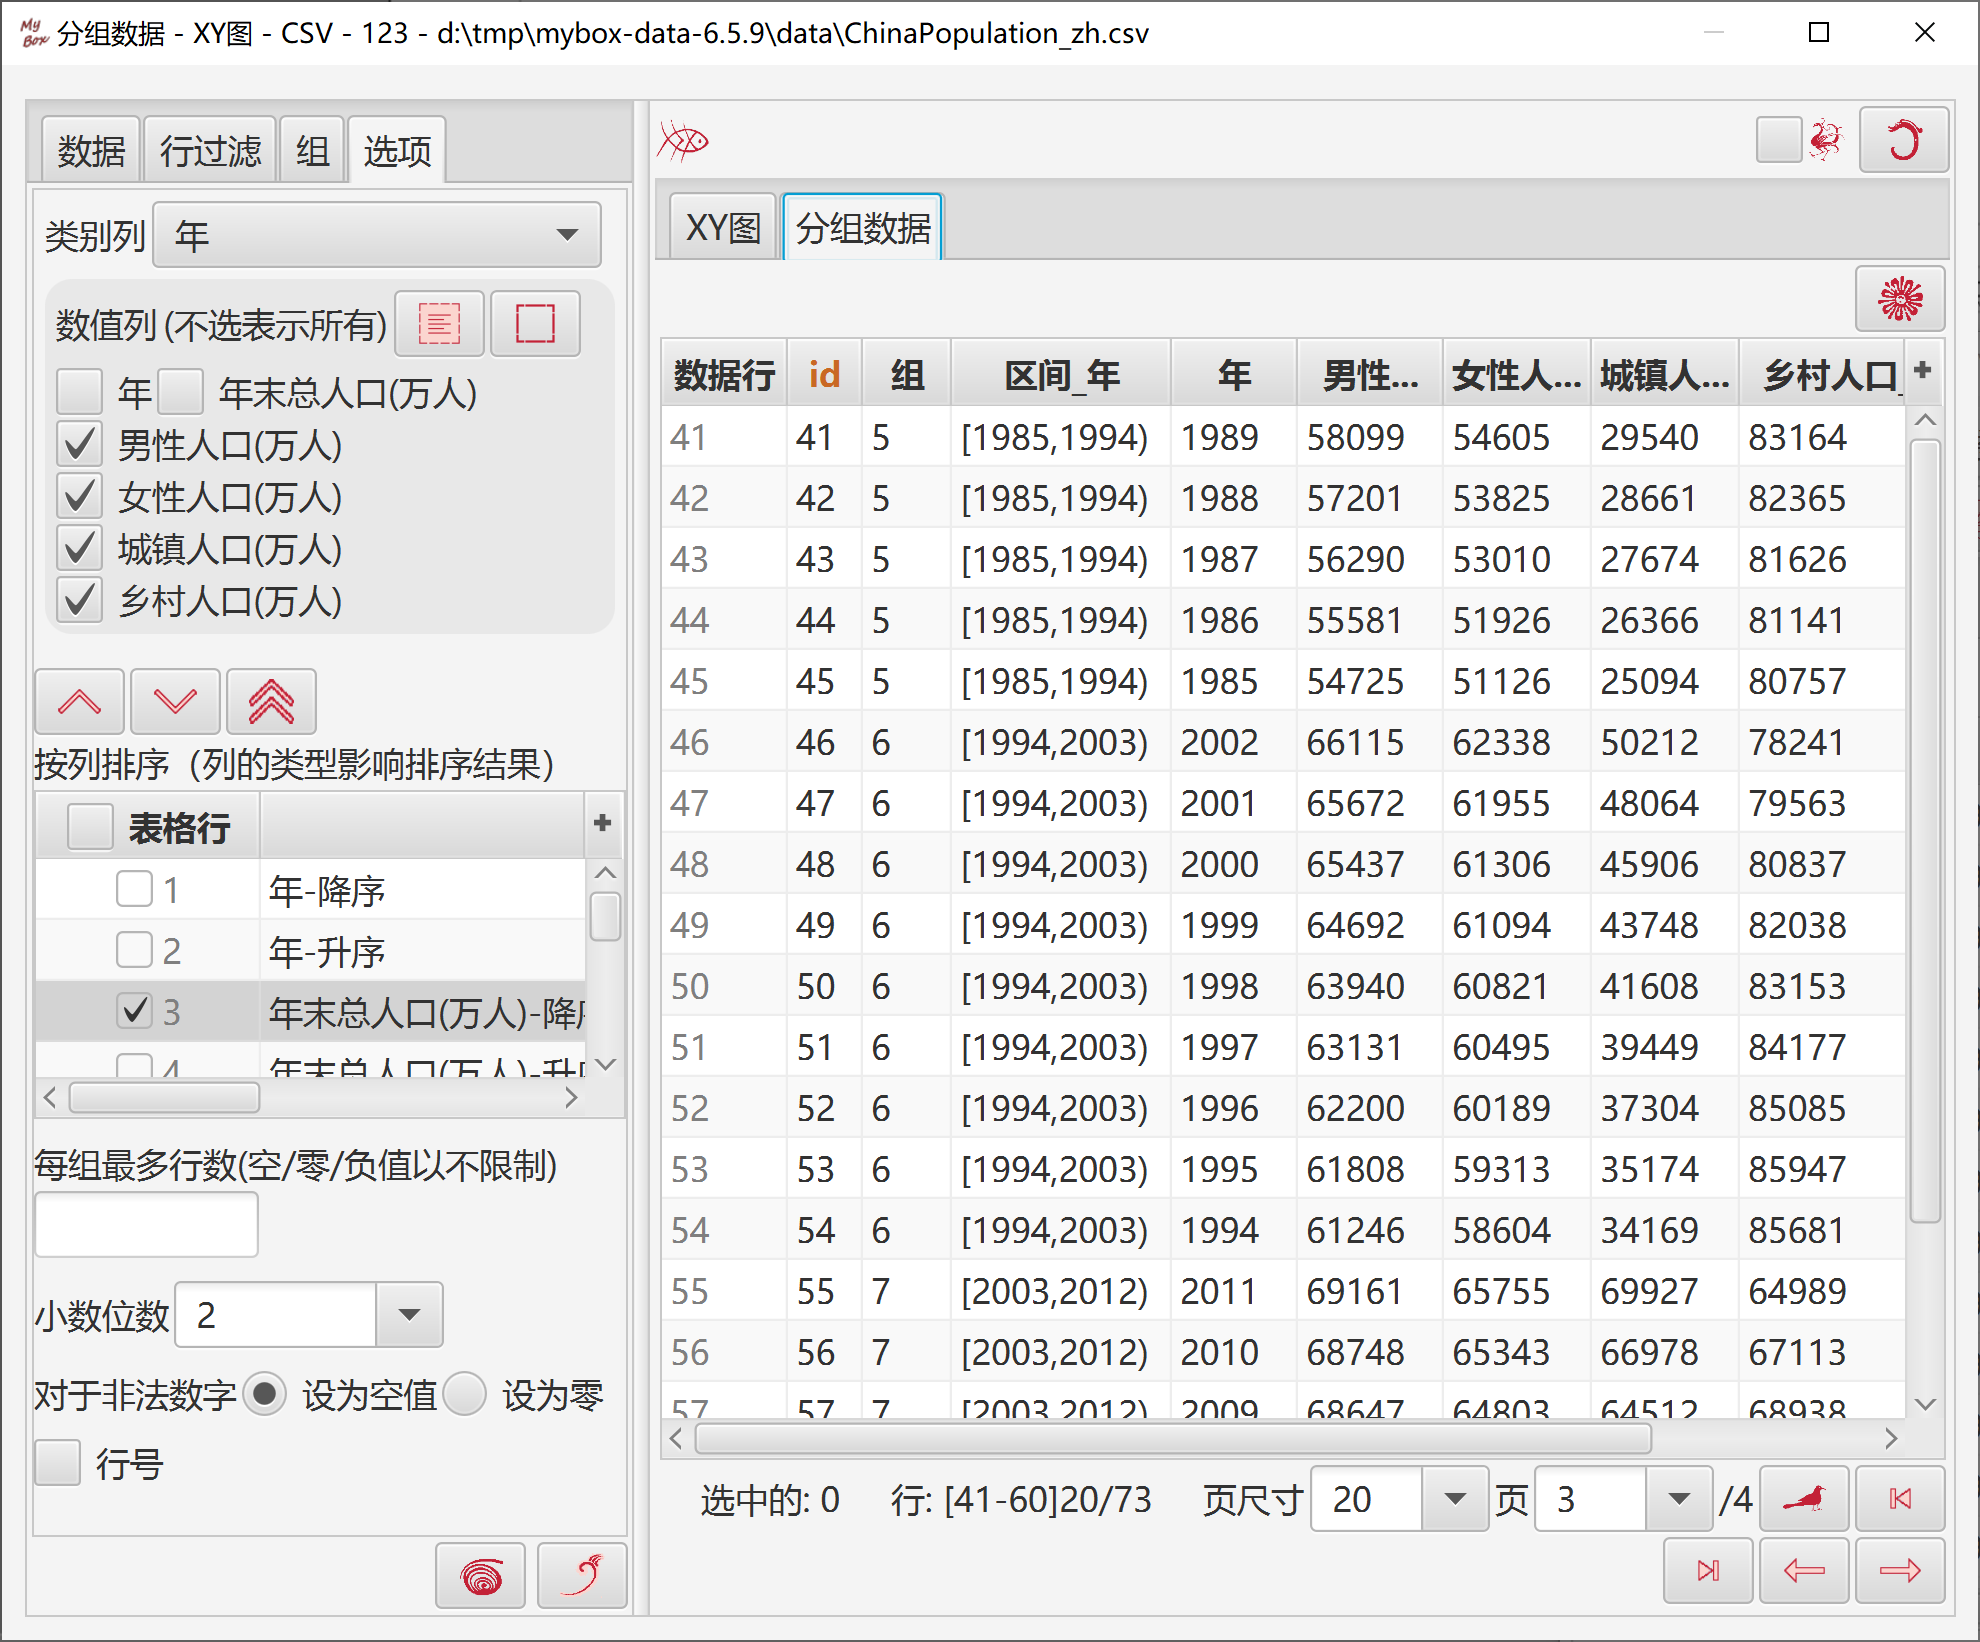 My Box 分组数据 - XY图 - CSV - 123 - d:\tmp\mybox-data-6.5.9\data\ChinaPopulation_zh.csv
数据 行过滤 组 选项
类别列 年
数值列 (不选表示所有)
年 年末总人口(万人)
男性人口(万人)
女性人口(万人)
城镇人口(万人)
乡村人口(万人)
按列排序（列的类型影响排序结果）
表格行 +
1 年-降序
2 年-升序
3 年末总人口(万人)-降
4 年末总人口(万人)-升
每组最多行数(空/零/负值以不限制)
小数位数 2
对于非法数字 设为空值 设为零
行号
XY图 分组数据
数据行 id 组 区间_年 年 男性... 女性人... 城镇人... 乡村人口_ +
41 41 5 [1985,1994) 1989 58099 54605 29540 83164
42 42 5 [1985,1994) 1988 57201 53825 28661 82365
43 43 5 [1985,1994) 1987 56290 53010 27674 81626
44 44 5 [1985,1994) 1986 55581 51926 26366 81141
45 45 5 [1985,1994) 1985 54725 51126 25094 80757
46 46 6 [1994,2003) 2002 66115 62338 50212 78241
47 47 6 [1994,2003) 2001 65672 61955 48064 79563
48 48 6 [1994,2003) 2000 65437 61306 45906 80837
49 49 6 [1994,2003) 1999 64692 61094 43748 82038
50 50 6 [1994,2003) 1998 63940 60821 41608 83153
51 51 6 [1994,2003) 1997 63131 60495 39449 84177
52 52 6 [1994,2003) 1996 62200 60189 37304 85085
53 53 6 [1994,2003) 1995 61808 59313 35174 85947
54 54 6 [1994,2003) 1994 61246 58604 34169 85681
55 55 7 [2003,2012) 2011 69161 65755 69927 64989
56 56 7 [2003,2012) 2010 68748 65343 66978 67113
57 57 7 [2003,2012) 2009 68647 64803 64512 68938
选中的: 0 行: [41-60]20/73 页尺寸 20 页 3 /4